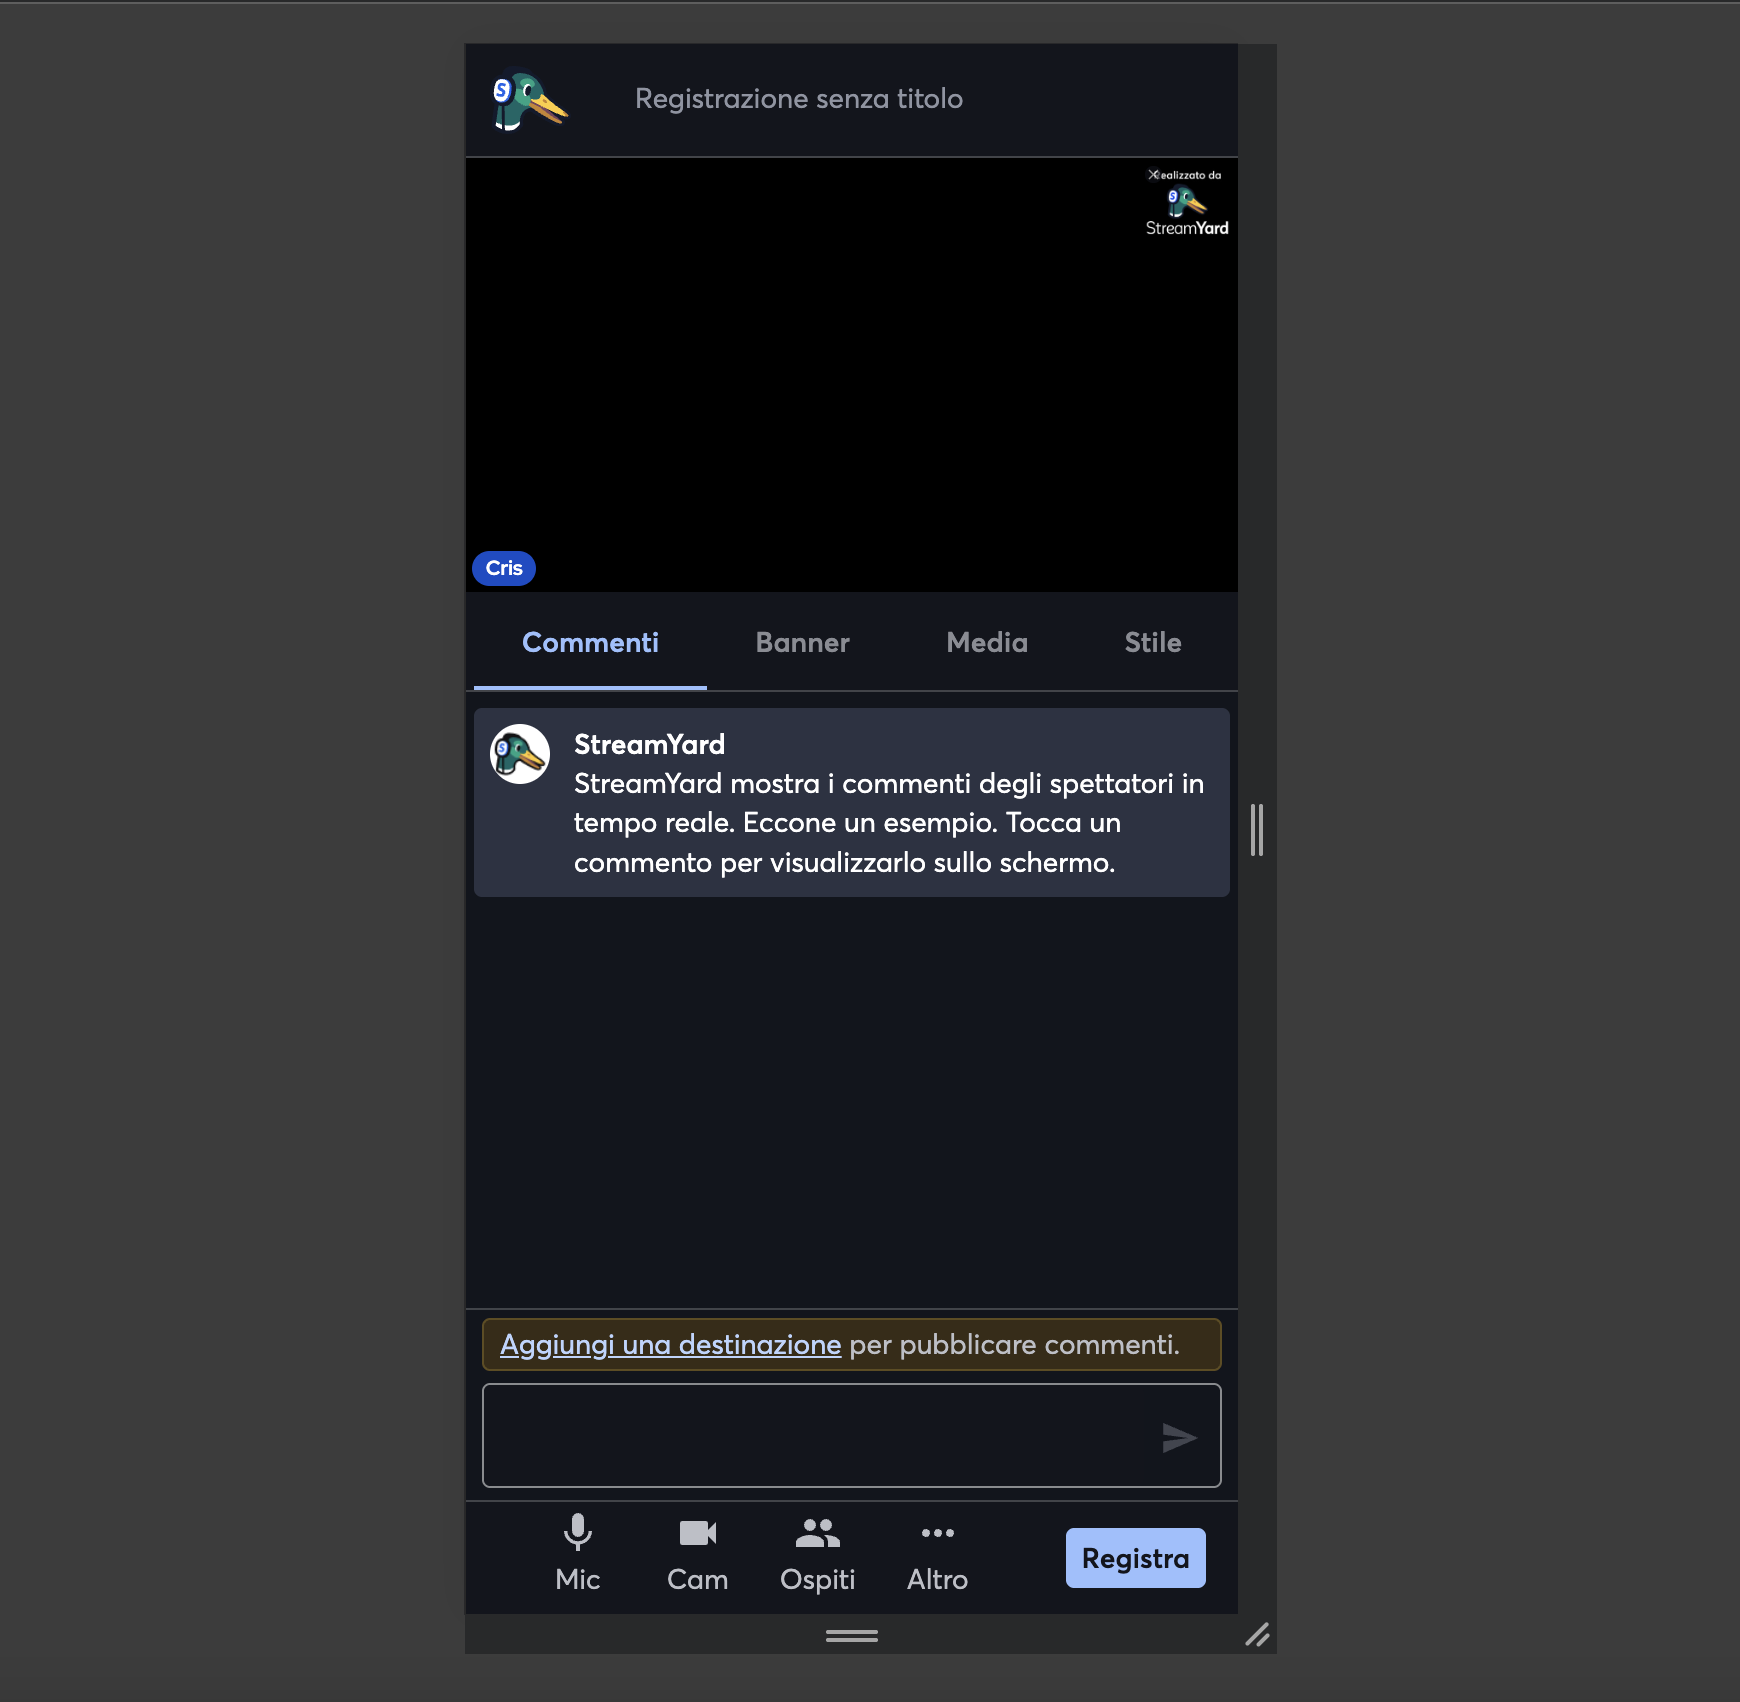 Registrazione senza titolo
Realizzato da
StreamYard
Cris
Commenti Banner Media Stile
StreamYard
StreamYard mostra i commenti degli spettatori in
tempo reale. Eccone un esempio. Tocca un
commento per visualizzarlo sullo schermo.
Aggiungi una destinazione per pubblicare commenti.
Mic Cam Ospiti Altro Registra